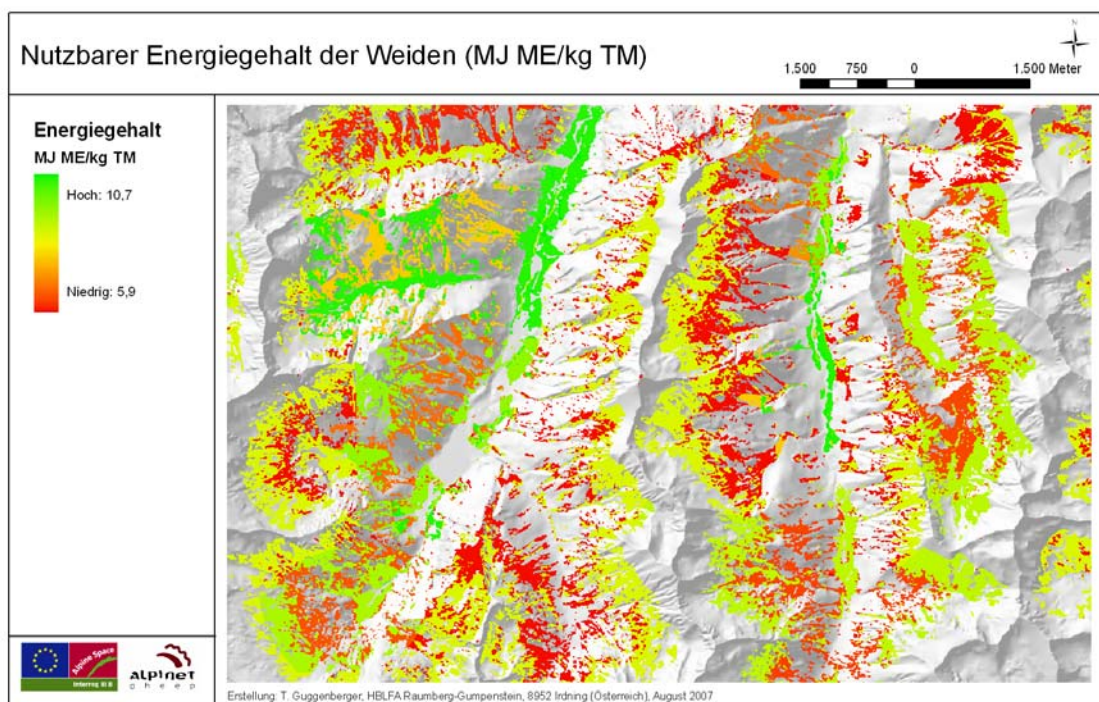 Nutzbarer Energiegehalt der Weiden (MJ ME/kg TM)
N
1.500 750 0 1.500 Meter
Energiegehalt
MJ ME/kg TM
Hoch: 10,7
Niedrig: 5,9
Alpine Space
Interreg III B
ALPINET
GHEEP
Erstellung: T. Guggenberger, HBLFA Raumberg-Gumpenstein, 8952 Irdning (Österreich), August 2007